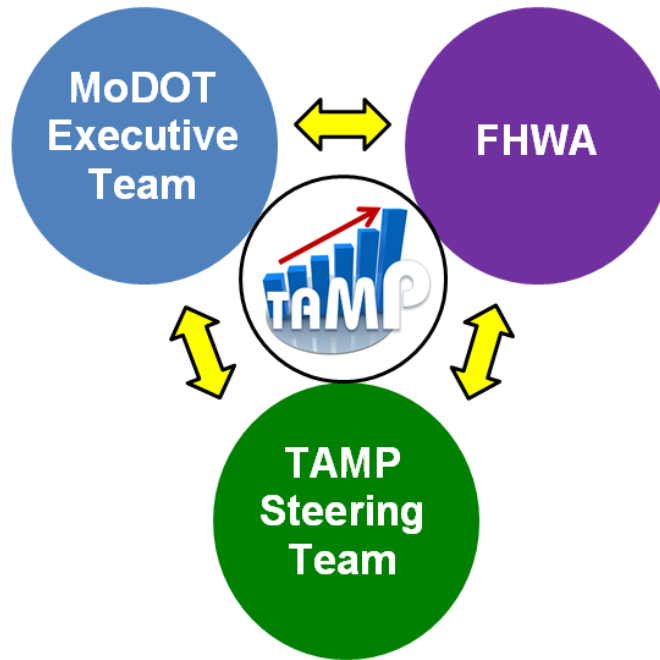 MoDOT
Executive
Team
FHWA
TAMP
TAMP
Steering
Team